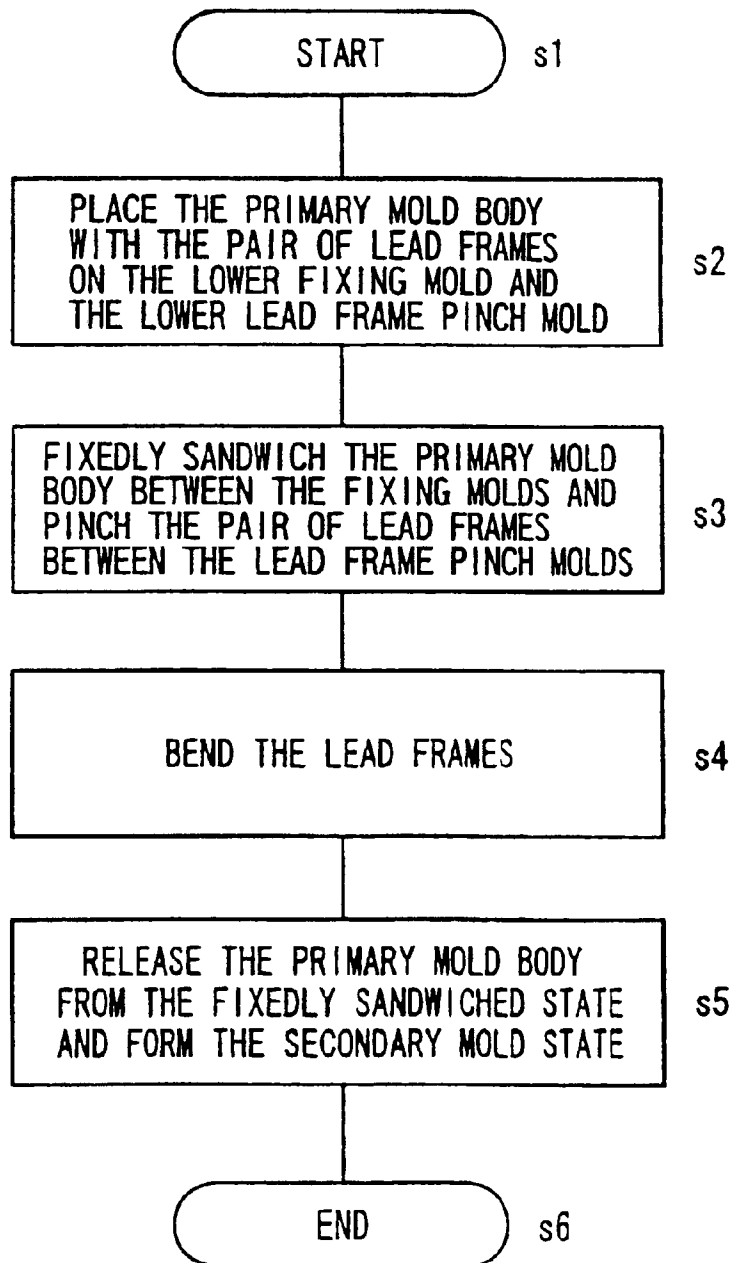 START s1
PLACE THE PRIMARY MOLD BODY
WITH THE PAIR OF LEAD FRAMES
ON THE LOWER FIXING MOLD AND
THE LOWER LEAD FRAME PINCH MOLD
s2
FIXEDLY SANDWICH THE PRIMARY MOLD
BODY BETWEEN THE FIXING MOLDS AND
PINCH THE PAIR OF LEAD FRAMES
BETWEEN THE LEAD FRAME PINCH MOLDS
s3
BEND THE LEAD FRAMES s4
RELEASE THE PRIMARY MOLD BODY
FROM THE FIXEDLY SANDWICHED STATE
AND FORM THE SECONDARY MOLD STATE
s5
END s6